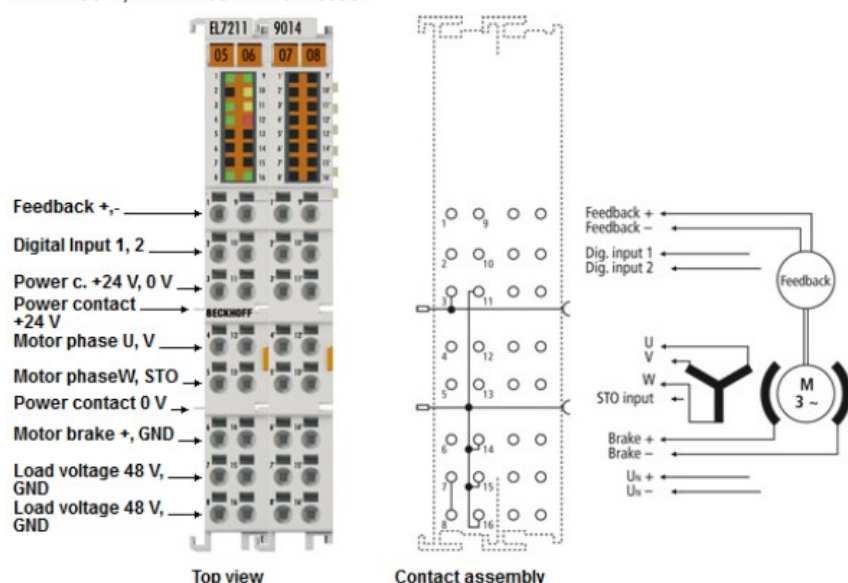 EL7211
9014
05 06 07 08
Feedback +,-
Digital Input 1, 2
Power c. +24 V, 0 V
Power contact
+24 V
BECKHOFF
Motor phase U, V
Motor phaseW, STO
Power contact 0 V
Motor brake +, GND
Load voltage 48 V,
GND
Load voltage 48 V,
GND
Top view
1 9
2 10
3 11
4 12
5 13
6 14
7 15
8 16
Contact assembly
Feedback +
Feedback –
Dig. input 1
Dig. input 2
Feedback
U
V
W
STO input
M
3 ~
Brake +
Brake –
UN +
UN –